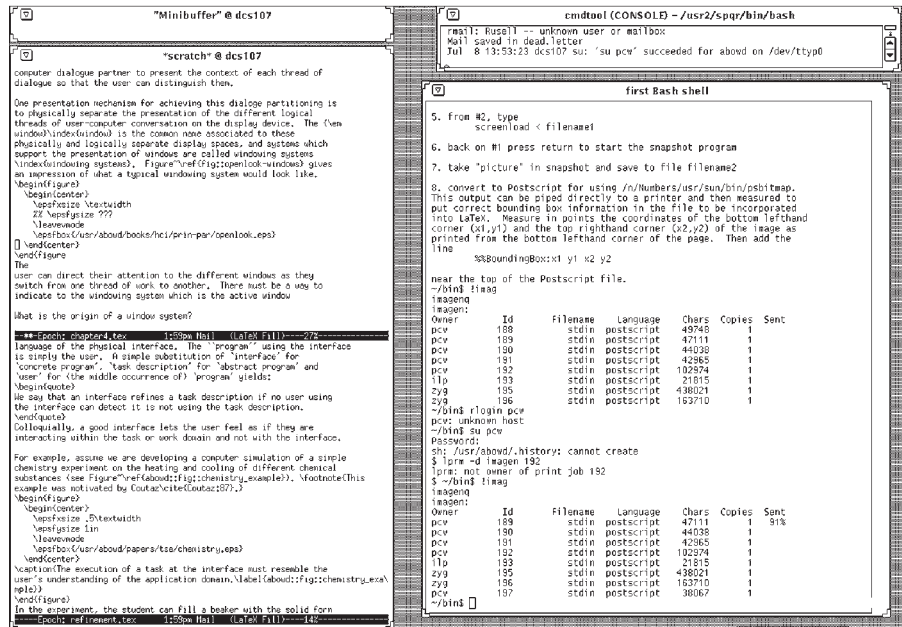 "Minibuffer" @ dcs107
*scratch* @ dcs107
computer dialogue partner to present the context of each thread of
dialogue so that the user can distinguish them.
One presentation mechanism for achieving this dialoge partitioning is
to physically separate the presentation of the different logical
threads of user-computer conversation on the display device.  The {\em
window}\index{window} is the common name associated to these
physically and logically separate display spaces, and systems which
support the presentation of windows are called windowing systems
\index{windowing systems}.  Figure~\ref{fig:openlook-windows} gives
an impression of what a typical windowing system would look like.
\begin{figure}
\begin{center}
\epsfxsize \textwidth
%% \epsfysize ???
\leavevmode
\epsfbox{/usr/abowd/books/hci/prin-par/openlook.eps}
\end{center}
\end{figure
The
user can direct their attention to the different windows as they
switch from one thread of work to another.  There must be a way to
indicate to the windowing system which is the active window
What is the origin of a window system?
--**-Epoch: chapter4.tex      1:59pm Mail   (LaTeX Fill)----27%--------------
language of the physical interface.  The ``program'' using the interface
is simply the user.  A simple substitution of `interface' for
`concrete program', `task description' for `abstract program' and
`user' for (the middle occurrence of) `program' yields:
\begin{quote}
We say that an interface refines a task description if no user using
the interface can detect it is not using the task description.
\end{quote}
Colloquially, a good interface lets the user feel as if they are
interacting within the task or work domain and not with the interface.
For example, assume we are developing a computer simulation of a simple
chemistry experiment on the heating and cooling of different chemical
substances (see Figure~\ref{abowd:fig:chemistry_example}). \footnote{This
example was motivated by Coutaz\cite{Coutaz:87}.}
\begin{figure}
\begin{center}
\epsfxsize .5\textwidth
\epsfysize 1in
\leavevmode
\epsfbox{/usr/abowd/papers/tse/chemistry.eps}
\end{center}
\caption{The execution of a task at the interface must resemble the
user's understanding of the application domain.\label{abowd:fig:chemistry_exa\
mple}}
\end{figure}
In the experiment, the student can fill a beaker with the solid form
-----Epoch: refinement.tex    1:59pm Mail   (LaTeX Fill)----14%--------------
cmdtool (CONSOLE) - /usr2/spqr/bin/bash
rmail: Rusell -- unknown user or mailbox
Mail saved in dead.letter
Jul  8 13:53:23 dcs107 su: 'su pcw' succeeded for abowd on /dev/ttyp0
first Bash shell
5. from #2, type
screenload < filename1
6. back on #1 press return to start the snapshot program
7. take "picture" in snapshot and save to file filename2
8. convert to Postscript for using /n/Numbers/usr/sun/bin/psbitmap.
This output can be piped directly to a printer and then measured to
put correct bounding box information in the file to be incorporated
into LaTeX.  Measure in points the coordinates of the bottom lefthand
corner (x1,y1) and the top righthand corner (x2,y2) of the image as
printed from the bottom lefthand corner of the page.  Then add the
line
%%BoundingBox:x1 y1 x2 y2
near the top of the Postscript file.
~/bin$ !imag
imagenq
imagen:
Owner Id Filename Language Chars Copies Sent
pcw 188 stdin postscript 49748 1
pcw 189 stdin postscript 47111 1
pcw 190 stdin postscript 44038 1
pcw 191 stdin postscript 42965 1
pcw 192 stdin postscript 102974 1
ilp 193 stdin postscript 21815 1
zyg 195 stdin postscript 438021 1
zyg 196 stdin postscript 163710 1
~/bin$ rlogin pcw
pcw: unknown host
~/bin$ su pcw
Password:
sh: /usr/abowd/.history: cannot create
$ lprm -d imagen 192
lprm: not owner of print job 192
$ ~/bin$ !imag
imagenq
imagen:
Owner Id Filename Language Chars Copies Sent
pcw 189 stdin postscript 47111 1 91%
pcw 190 stdin postscript 44038 1
pcw 191 stdin postscript 42965 1
pcw 192 stdin postscript 102974 1
ilp 193 stdin postscript 21815 1
zyg 195 stdin postscript 438021 1
zyg 196 stdin postscript 163710 1
pcw 197 stdin postscript 38067 1
~/bin$